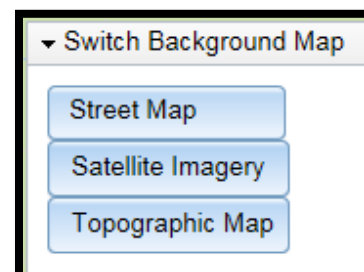 Switch Background Map
Street Map
Satellite Imagery
Topographic Map